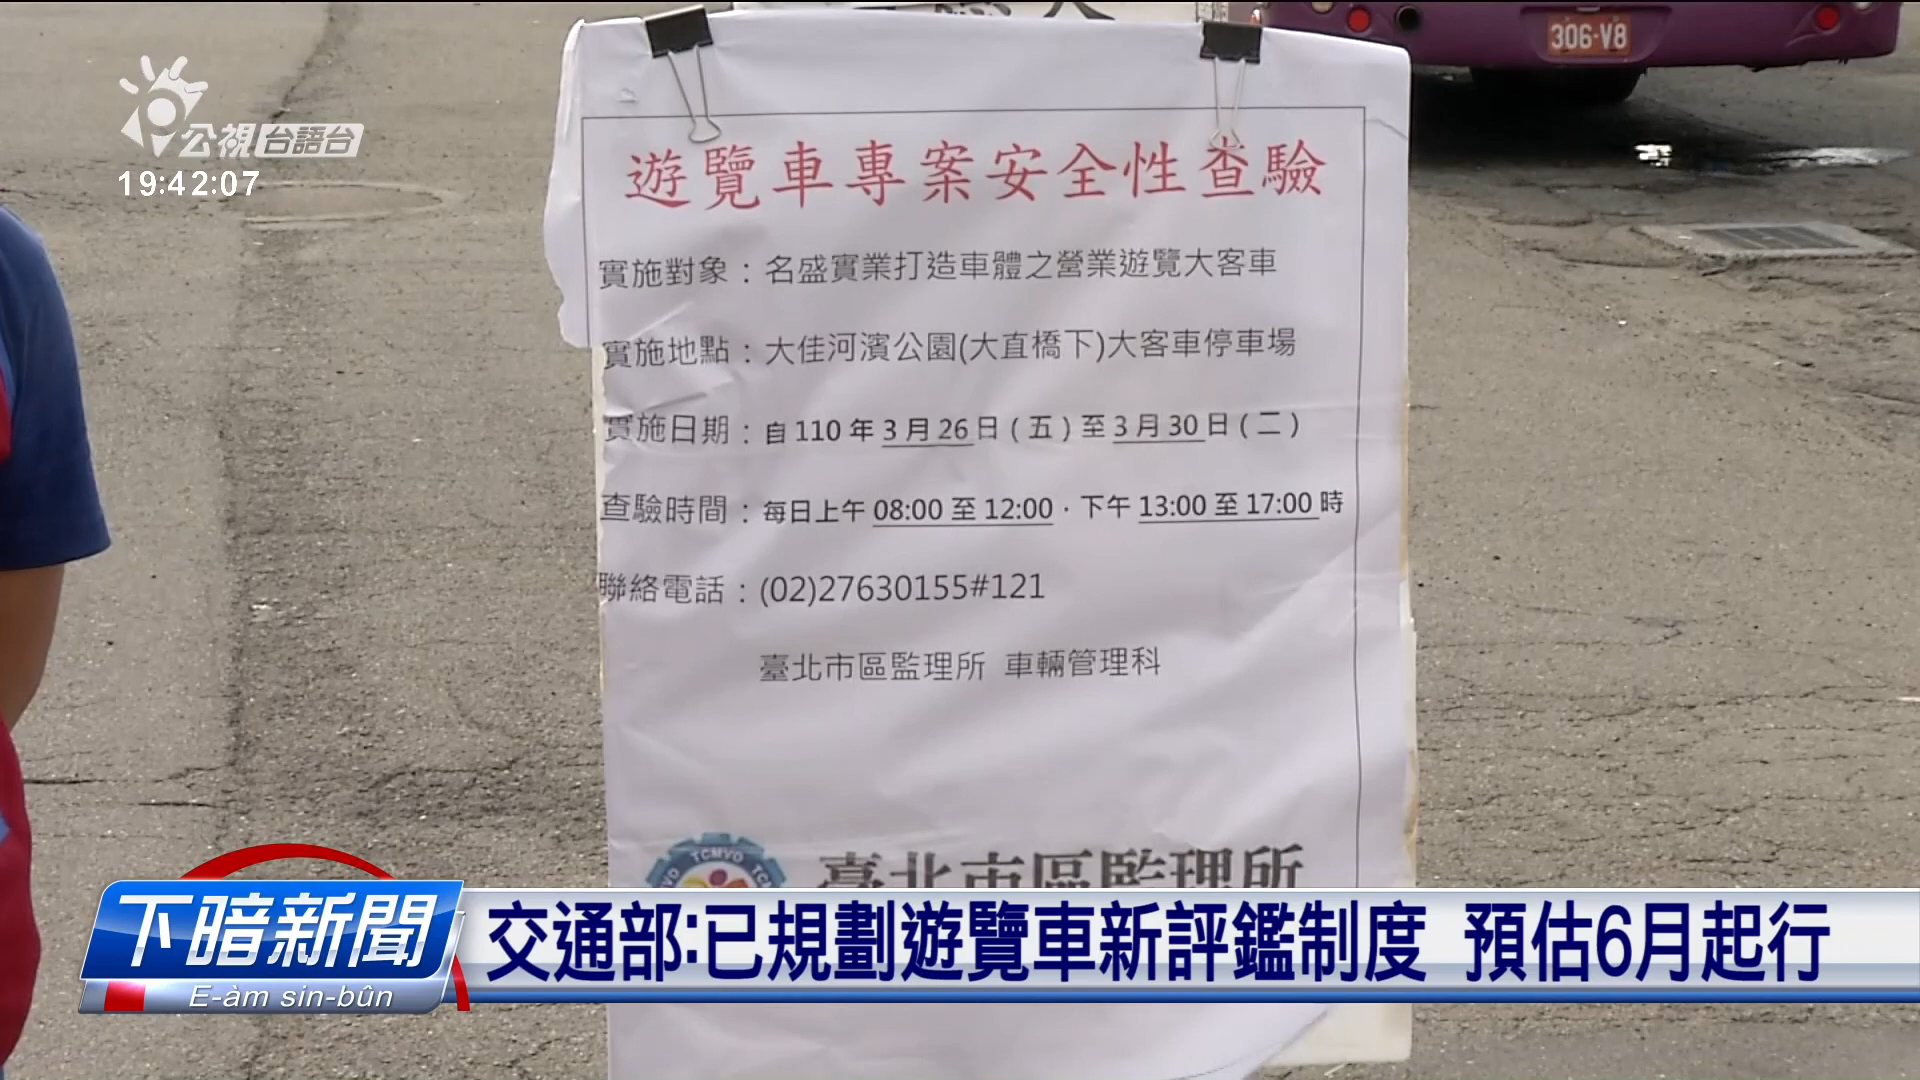 306-V8
公視台語台
19:42:07
遊覽車專案安全性查驗
實施對象：名盛實業打造車體之營業遊覽大客車
實施地點：大佳河濱公園(大直橋下)大客車停車場
實施日期：自110年3月26日(五)至3月30日(二)
查驗時間：每日上午08:00至12:00，下午13:00至17:00時
聯絡電話：(02)27630155#121
臺北市區監理所 車輛管理科
TCMVO
臺北市區監理所
下暗新聞
E-àm sin-bûn
交通部:已規劃遊覽車新評鑑制度 預估6月起行